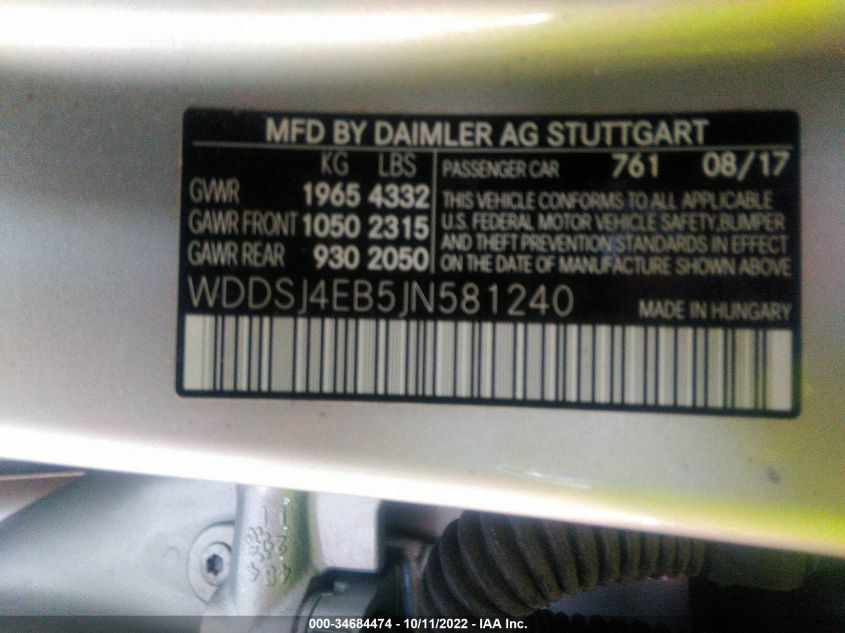 MFD BY DAIMLER AG STUTTGART
KG LBS
GVWR 1965 4332
GAWR FRONT 1050 2315
GAWR REAR 930 2050
PASSENGER CAR 761 08/17
THIS VEHICLE CONFORMS TO ALL APPLICABLE
U.S. FEDERAL MOTOR VEHICLE SAFETY,BUMPER
AND THEFT PREVENTION STANDARDS IN EFFECT
ON THE DATE OF MANUFACTURE SHOWN ABOVE
WDDSJ4EB5JN581240
MADE IN HUNGARY
000-34684474 - 10/11/2022 - IAA Inc.